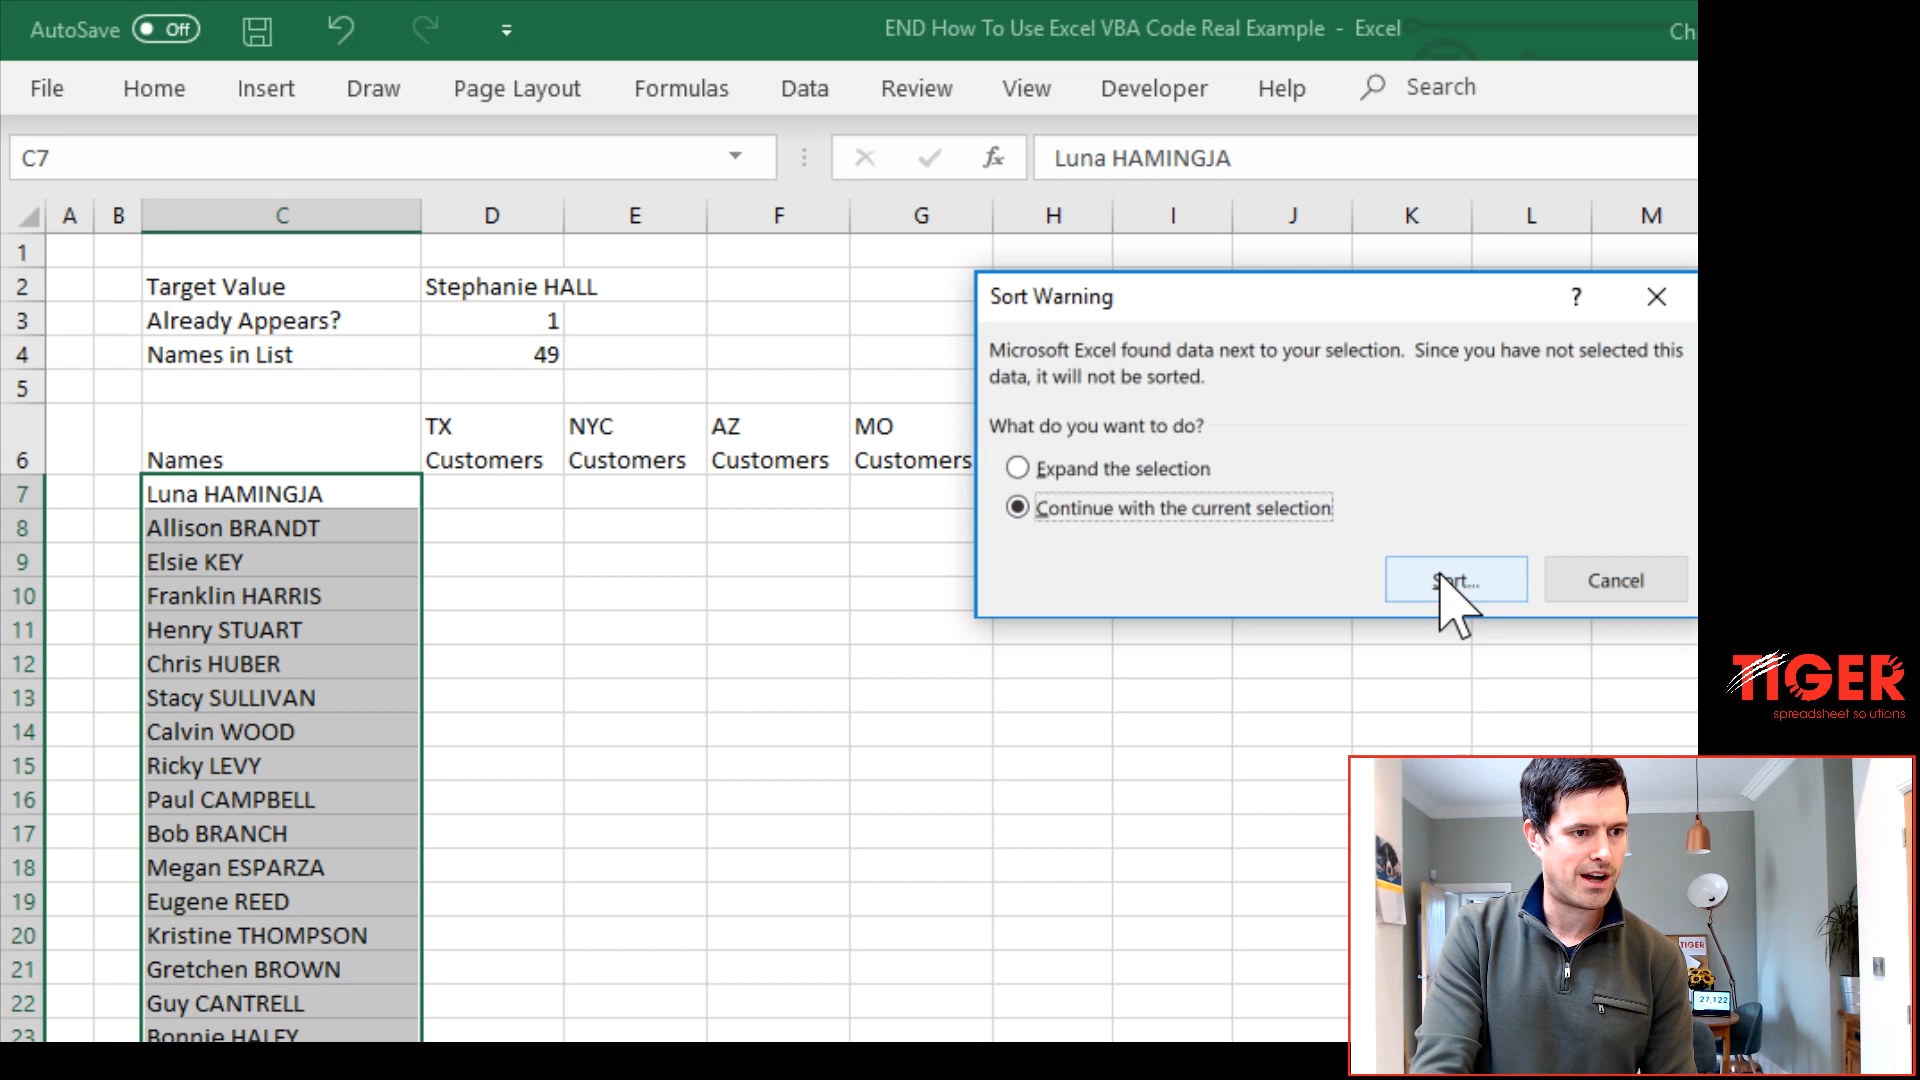 AutoSave Off
END How To Use Excel VBA Code Real Example - Excel
Ch
File Home Insert Draw Page Layout Formulas Data Review View Developer Help Search
C7 fx Luna HAMINGJA
A B C D E F G H I J K L M
1
2 Target Value Stephanie HALL
3 Already Appears? 1
4 Names in List 49
5
TX NYC AZ MO
6 Names Customers Customers Customers Customers
7 Luna HAMINGJA
8 Allison BRANDT
9 Elsie KEY
10 Franklin HARRIS
11 Henry STUART
12 Chris HUBER
13 Stacy SULLIVAN
14 Calvin WOOD
15 Ricky LEVY
16 Paul CAMPBELL
17 Bob BRANCH
18 Megan ESPARZA
19 Eugene REED
20 Kristine THOMPSON
21 Gretchen BROWN
22 Guy CANTRELL
23 Bonnie HALEY
Sort Warning ?
Microsoft Excel found data next to your selection. Since you have not selected this
data, it will not be sorted.
What do you want to do?
Expand the selection
Continue with the current selection
Sort... Cancel
TIGER
spreadsheet solutions
TIGER
27,122